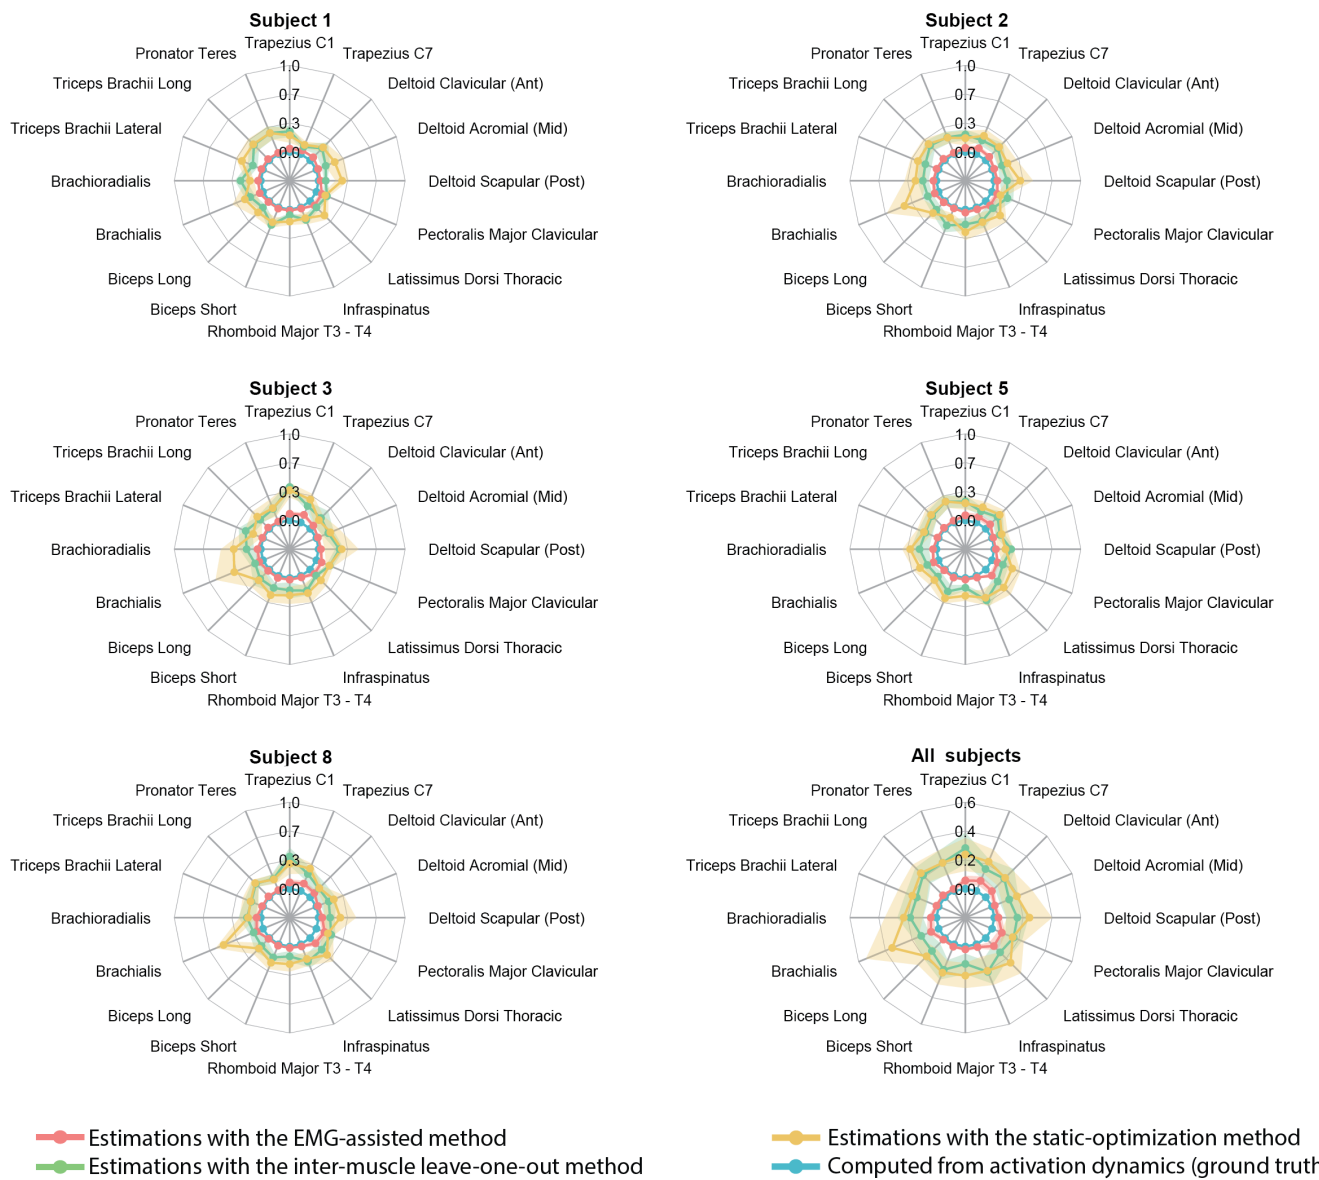 Subject 1
Trapezius C1
Pronator Teres
Trapezius C7
Triceps Brachii Long
Deltoid Clavicular (Ant)
Triceps Brachii Lateral
Deltoid Acromial (Mid)
Brachioradialis
Deltoid Scapular (Post)
Brachialis
Pectoralis Major Clavicular
Biceps Long
Latissimus Dorsi Thoracic
Biceps Short
Infraspinatus
Rhomboid Major T3 - T4
1.0
0.7
0.3
0.0
Subject 2
Trapezius C1
Pronator Teres
Trapezius C7
Triceps Brachii Long
Deltoid Clavicular (Ant)
Triceps Brachii Lateral
Deltoid Acromial (Mid)
Brachioradialis
Deltoid Scapular (Post)
Brachialis
Pectoralis Major Clavicular
Biceps Long
Latissimus Dorsi Thoracic
Biceps Short
Infraspinatus
Rhomboid Major T3 - T4
1.0
0.7
0.3
0.0
Subject 3
Trapezius C1
Pronator Teres
Trapezius C7
Triceps Brachii Long
Deltoid Clavicular (Ant)
Triceps Brachii Lateral
Deltoid Acromial (Mid)
Brachioradialis
Deltoid Scapular (Post)
Brachialis
Pectoralis Major Clavicular
Biceps Long
Latissimus Dorsi Thoracic
Biceps Short
Infraspinatus
Rhomboid Major T3 - T4
1.0
0.7
0.3
0.0
Subject 5
Trapezius C1
Pronator Teres
Trapezius C7
Triceps Brachii Long
Deltoid Clavicular (Ant)
Triceps Brachii Lateral
Deltoid Acromial (Mid)
Brachioradialis
Deltoid Scapular (Post)
Brachialis
Pectoralis Major Clavicular
Biceps Long
Latissimus Dorsi Thoracic
Biceps Short
Infraspinatus
Rhomboid Major T3 - T4
1.0
0.7
0.3
0.0
Subject 8
Trapezius C1
Pronator Teres
Trapezius C7
Triceps Brachii Long
Deltoid Clavicular (Ant)
Triceps Brachii Lateral
Deltoid Acromial (Mid)
Brachioradialis
Deltoid Scapular (Post)
Brachialis
Pectoralis Major Clavicular
Biceps Long
Latissimus Dorsi Thoracic
Biceps Short
Infraspinatus
Rhomboid Major T3 - T4
1.0
0.7
0.3
0.0
All subjects
Trapezius C1
Pronator Teres
Trapezius C7
Triceps Brachii Long
Deltoid Clavicular (Ant)
Triceps Brachii Lateral
Deltoid Acromial (Mid)
Brachioradialis
Deltoid Scapular (Post)
Brachialis
Pectoralis Major Clavicular
Biceps Long
Latissimus Dorsi Thoracic
Biceps Short
Infraspinatus
Rhomboid Major T3 - T4
0.6
0.4
0.2
0.0
Estimations with the EMG-assisted method
Estimations with the inter-muscle leave-one-out method
Estimations with the static-optimization method
Computed from activation dynamics (ground truth